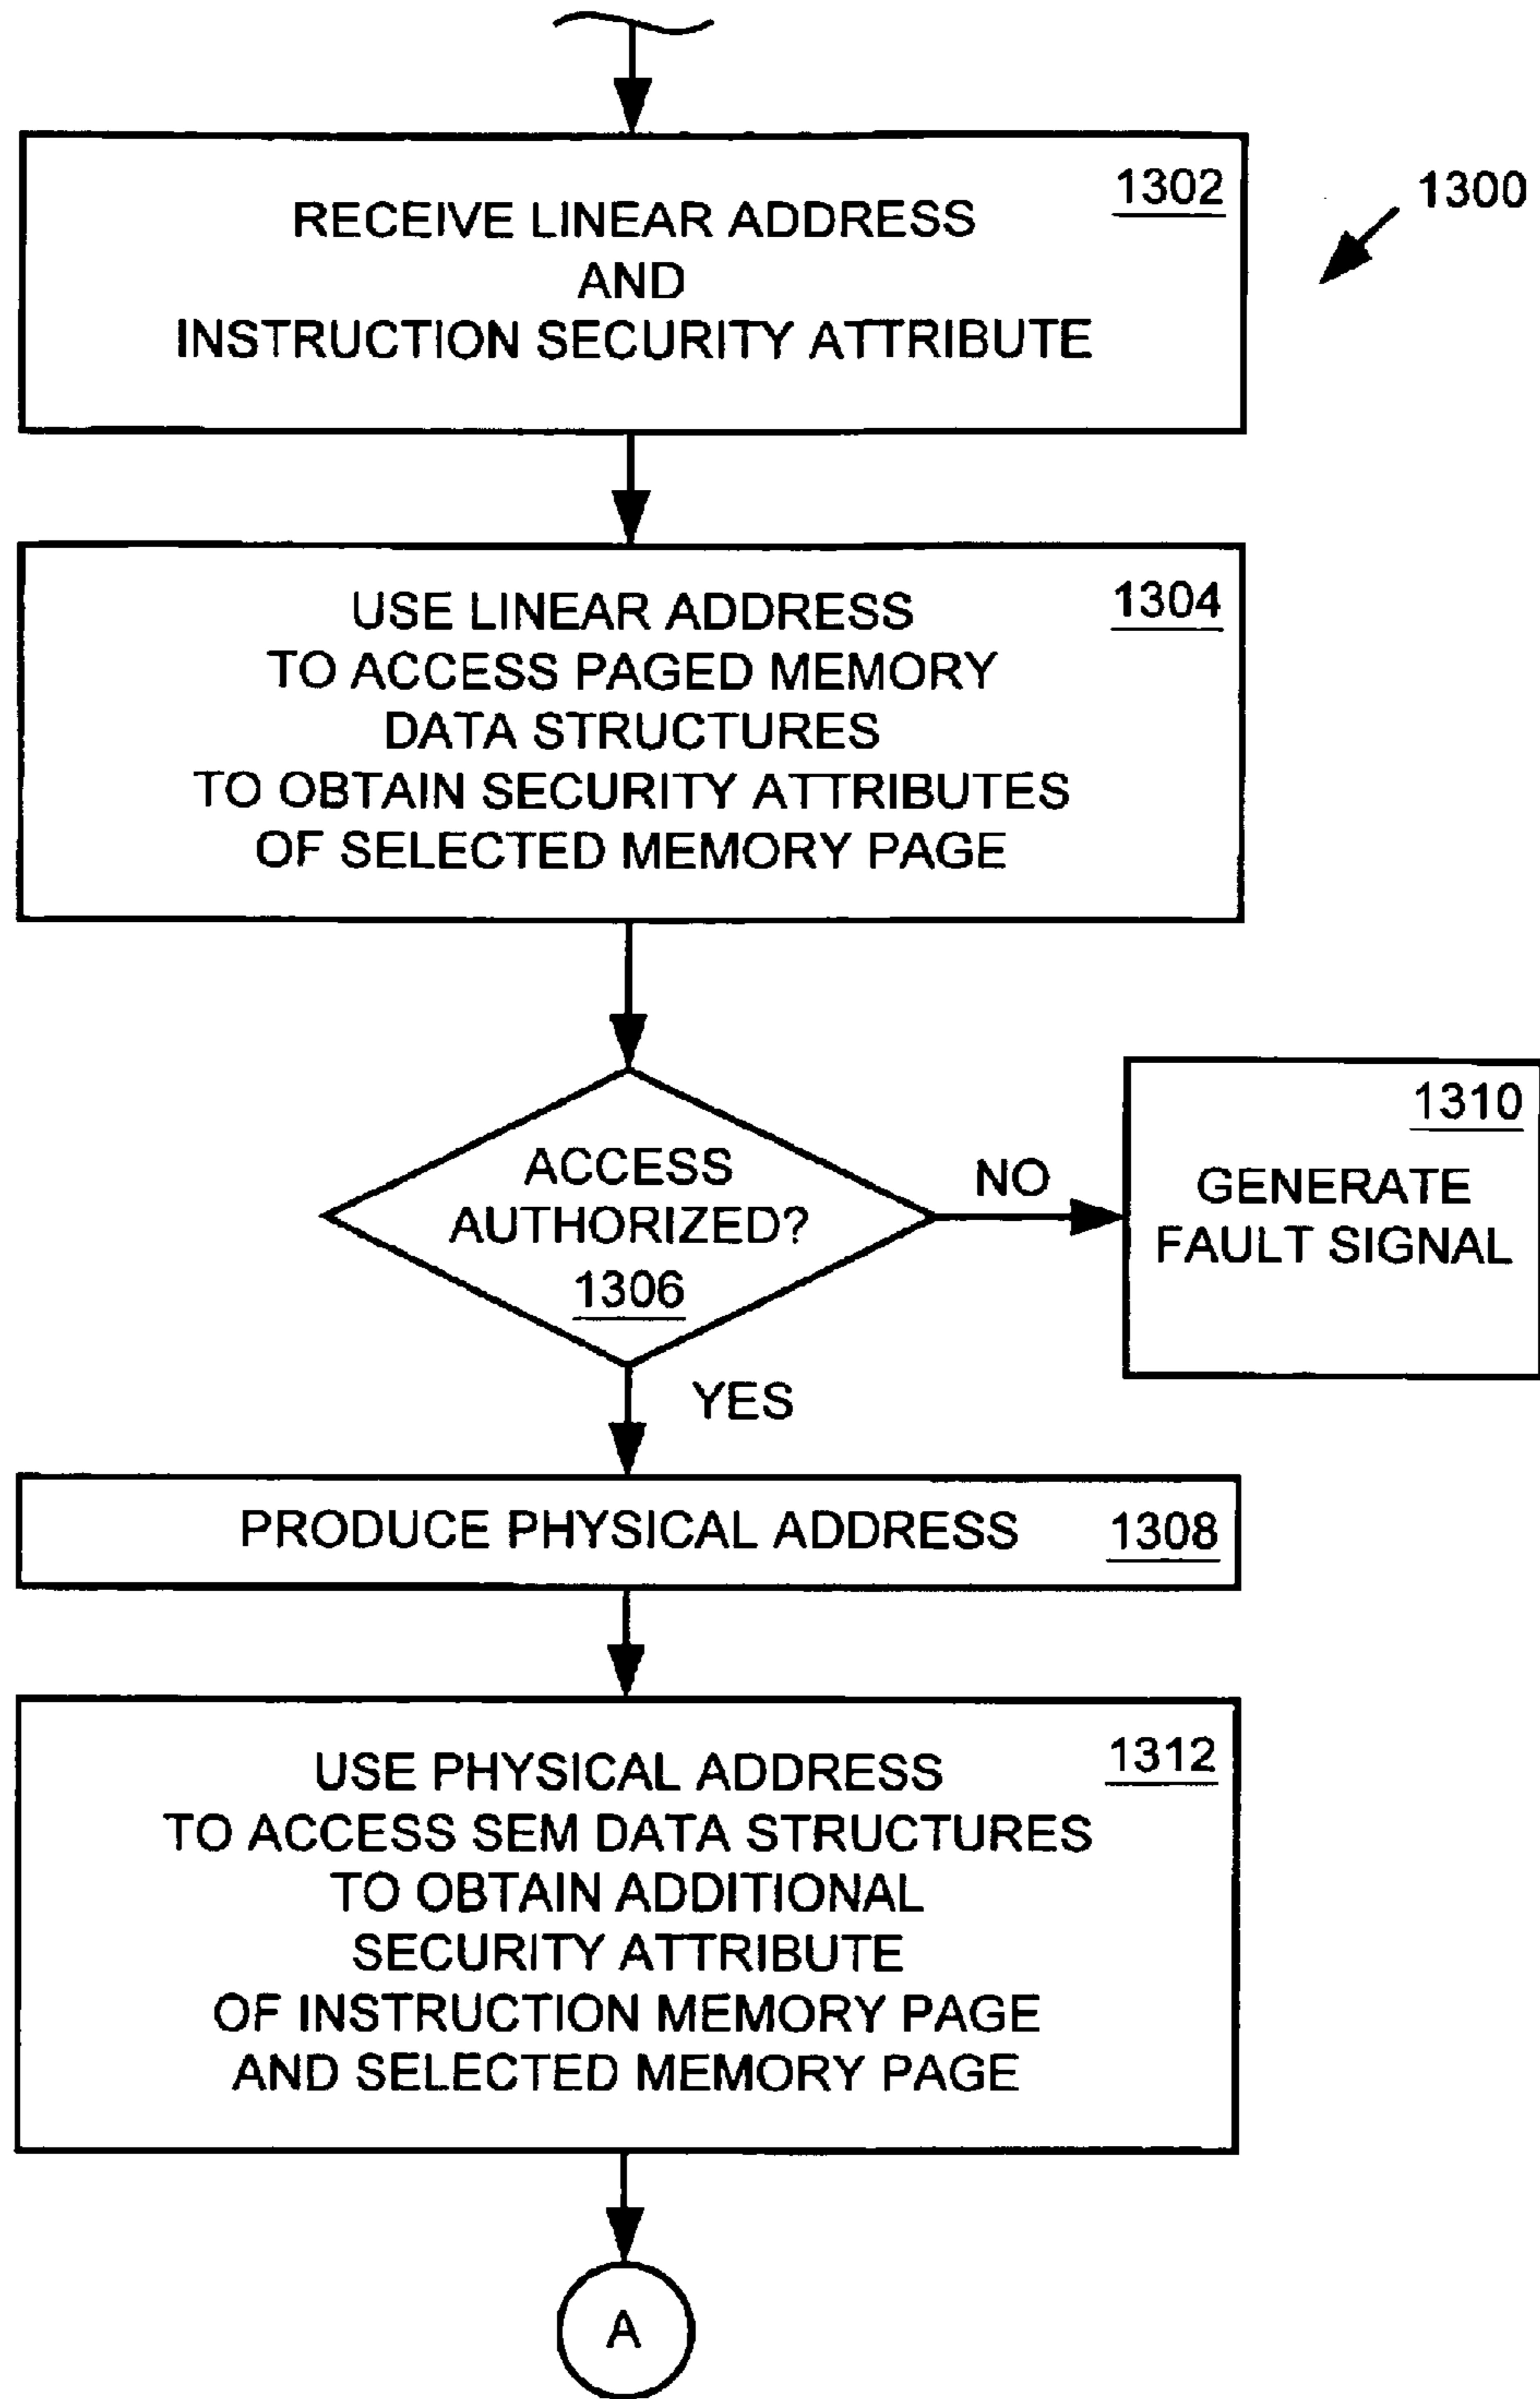 1302
1300
RECEIVE LINEAR ADDRESS
AND
INSTRUCTION SECURITY ATTRIBUTE
1304
USE LINEAR ADDRESS
TO ACCESS PAGED MEMORY
DATA STRUCTURES
TO OBTAIN SECURITY ATTRIBUTES
OF SELECTED MEMORY PAGE
ACCESS
AUTHORIZED?
1306
NO
1310
GENERATE
FAULT SIGNAL
YES
PRODUCE PHYSICAL ADDRESS
1308
1312
USE PHYSICAL ADDRESS
TO ACCESS SEM DATA STRUCTURES
TO OBTAIN ADDITIONAL
SECURITY ATTRIBUTE
OF INSTRUCTION MEMORY PAGE
AND SELECTED MEMORY PAGE
A